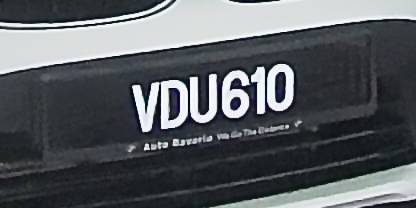 VDU610
Auto Bavaria We Go The Distance